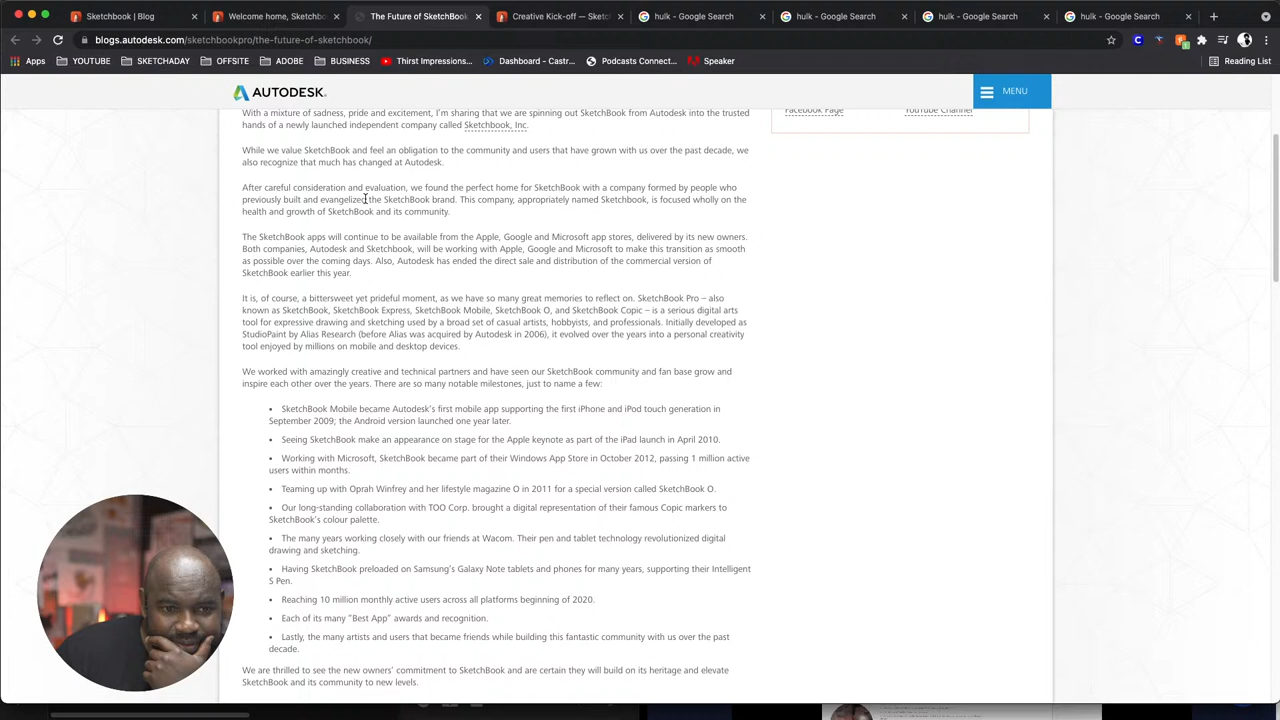 Sketchbook | Blog
Welcome home, Sketchb
The Future of SketchBoo
Creative Kick-off — Sketc
hulk - Google Search
hulk - Google Search
hulk - Google Search
hulk - Google Search
blogs.autodesk.com/sketchbookpro/the-future-of-sketchbook/
Apps
YOUTUBE
SKETCHADAY
OFFSITE
ADOBE
BUSINESS
Thirst Impressions...
Dashboard - Castr...
Podcasts Connect...
Speaker
Reading List
AUTODESK.
MENU
Facebook Page
YouTube Channel
With a mixture of sadness, pride and excitement, I'm sharing that we are spinning out SketchBook from Autodesk into the trusted
hands of a newly launched independent company called Sketchbook, Inc.
While we value SketchBook and feel an obligation to the community and users that have grown with us over the past decade, we
also recognize that much has changed at Autodesk.
After careful consideration and evaluation, we found the perfect home for SketchBook with a company formed by people who
previously built and evangelized the SketchBook brand. This company, appropriately named Sketchbook, is focused wholly on the
health and growth of SketchBook and its community.
The SketchBook apps will continue to be available from the Apple, Google and Microsoft app stores, delivered by its new owners.
Both companies, Autodesk and Sketchbook, will be working with Apple, Google and Microsoft to make this transition as smooth
as possible over the coming days. Also, Autodesk has ended the direct sale and distribution of the commercial version of
SketchBook earlier this year.
It is, of course, a bittersweet yet prideful moment, as we have so many great memories to reflect on. SketchBook Pro – also
known as SketchBook, SketchBook Express, SketchBook Mobile, SketchBook O, and SketchBook Copic – is a serious digital arts
tool for expressive drawing and sketching used by a broad set of casual artists, hobbyists, and professionals. Initially developed as
StudioPaint by Alias Research (before Alias was acquired by Autodesk in 2006), it evolved over the years into a personal creativity
tool enjoyed by millions on mobile and desktop devices.
We worked with amazingly creative and technical partners and have seen our SketchBook community and fan base grow and
inspire each other over the years. There are so many notable milestones, just to name a few:
• SketchBook Mobile became Autodesk's first mobile app supporting the first iPhone and iPod touch generation in
September 2009; the Android version launched one year later.
• Seeing SketchBook make an appearance on stage for the Apple keynote as part of the iPad launch in April 2010.
• Working with Microsoft, SketchBook became part of their Windows App Store in October 2012, passing 1 million active
users within months.
• Teaming up with Oprah Winfrey and her lifestyle magazine O in 2011 for a special version called SketchBook O.
• Our long-standing collaboration with TOO Corp. brought a digital representation of their famous Copic markers to
SketchBook's colour palette.
• The many years working closely with our friends at Wacom. Their pen and tablet technology revolutionized digital
drawing and sketching.
• Having SketchBook preloaded on Samsung's Galaxy Note tablets and phones for many years, supporting their Intelligent
S Pen.
• Reaching 10 million monthly active users across all platforms beginning of 2020.
• Each of its many "Best App" awards and recognition.
• Lastly, the many artists and users that became friends while building this fantastic community with us over the past
decade.
We are thrilled to see the new owners' commitment to SketchBook and are certain they will build on its heritage and elevate
SketchBook and its community to new levels.